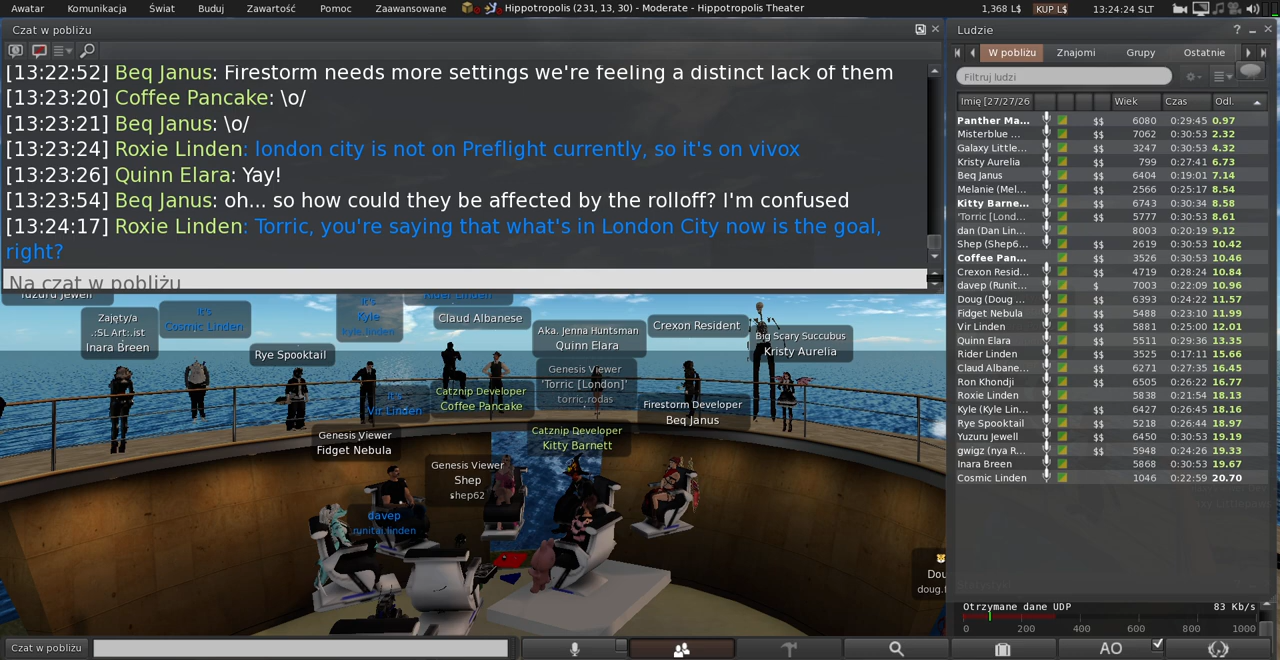 Awatar Komunikacja Świat Buduj Zawartość Pomoc Zaawansowane Hippotropolis (231, 13, 30) - Moderate - Hippotropolis Theater 1,368 L$ KUP L$ 13:24:24 SLT
Czat w pobliżu
[13:22:52] Beq Janus: Firestorm needs more settings we're feeling a distinct lack of them
[13:23:20] Coffee Pancake: \o/
[13:23:21] Beq Janus: \o/
[13:23:24] Roxie Linden: london city is not on Preflight currently, so it's on vivox
[13:23:26] Quinn Elara: Yay!
[13:23:54] Beq Janus: oh... so how could they be affected by the rolloff? I'm confused
[13:24:17] Roxie Linden: Torric, you're saying that what's in London City now is the goal,
right?
Na czat w pobliżu
Yuzuru Jewell
Zajęty/a
.:SL Art:.ist
Inara Breen
It's
Cosmic Linden
Rye Spooktail
It's
Kyle
kyle.linden
Rider Linden
Claud Albanese
Aka. Jenna Huntsman
Quinn Elara
Crexon Resident
Big Scary Succubus
Kristy Aurelia
It's
Vir Linden
Catznip Developer
Coffee Pancake
Genesis Viewer
'Torric [London]'
torric.rodas
Firestorm Developer
Beq Janus
Genesis Viewer
Fidget Nebula
Catznip Developer
Kitty Barnett
Genesis Viewer
Shep
shep62
davep
runitai.linden
Dou
doug.
Ludzie
W pobliżu Znajomi Grupy Ostatnie
Filtruj ludzi
Imię [27/27/26 Wiek Czas Odl.
Panther Ma... $$ 6080 0:29:45 0.97
Misterblue ... $$ 7062 0:30:53 2.32
Galaxy Little... $$ 3247 0:30:53 4.32
Kristy Aurelia $$ 799 0:27:41 6.73
Beq Janus $$ 6404 0:19:01 7.14
Melanie (Mel... $$ 2566 0:25:17 8.54
Kitty Barne... $$ 6743 0:30:34 8.58
'Torric [Lond... $$ 5777 0:30:53 8.61
dan (Dan Lin... 8003 0:20:19 9.12
Shep (Shep6... $$ 2619 0:30:53 10.42
Coffee Pan... $$ 3526 0:30:53 10.46
Crexon Resid... $$ 4719 0:28:24 10.84
davep (Runit... $ 7003 0:22:09 10.96
Doug (Doug ... $$ 6393 0:24:22 11.57
Fidget Nebula $$ 5488 0:23:10 11.99
Vir Linden $$ 5881 0:25:00 12.01
Quinn Elara $$ 5511 0:29:36 13.35
Rider Linden $$ 3525 0:17:11 15.66
Claud Albane... $$ 6271 0:27:35 16.45
Ron Khondji $$ 6505 0:26:22 16.77
Roxie Linden 5838 0:21:54 18.13
Kyle (Kyle Lin... $$ 6427 0:26:45 18.16
Rye Spooktail $$ 5218 0:26:44 18.97
Yuzuru Jewell $$ 6450 0:30:53 19.19
gwigz (nya R... $$ 5948 0:24:26 19.33
Inara Breen 5868 0:30:53 19.67
Cosmic Linden 1046 0:22:59 20.70
Otrzymane dane UDP 83 Kb/s
0 200 400 600 800 1000
Czat w pobliżu
AO